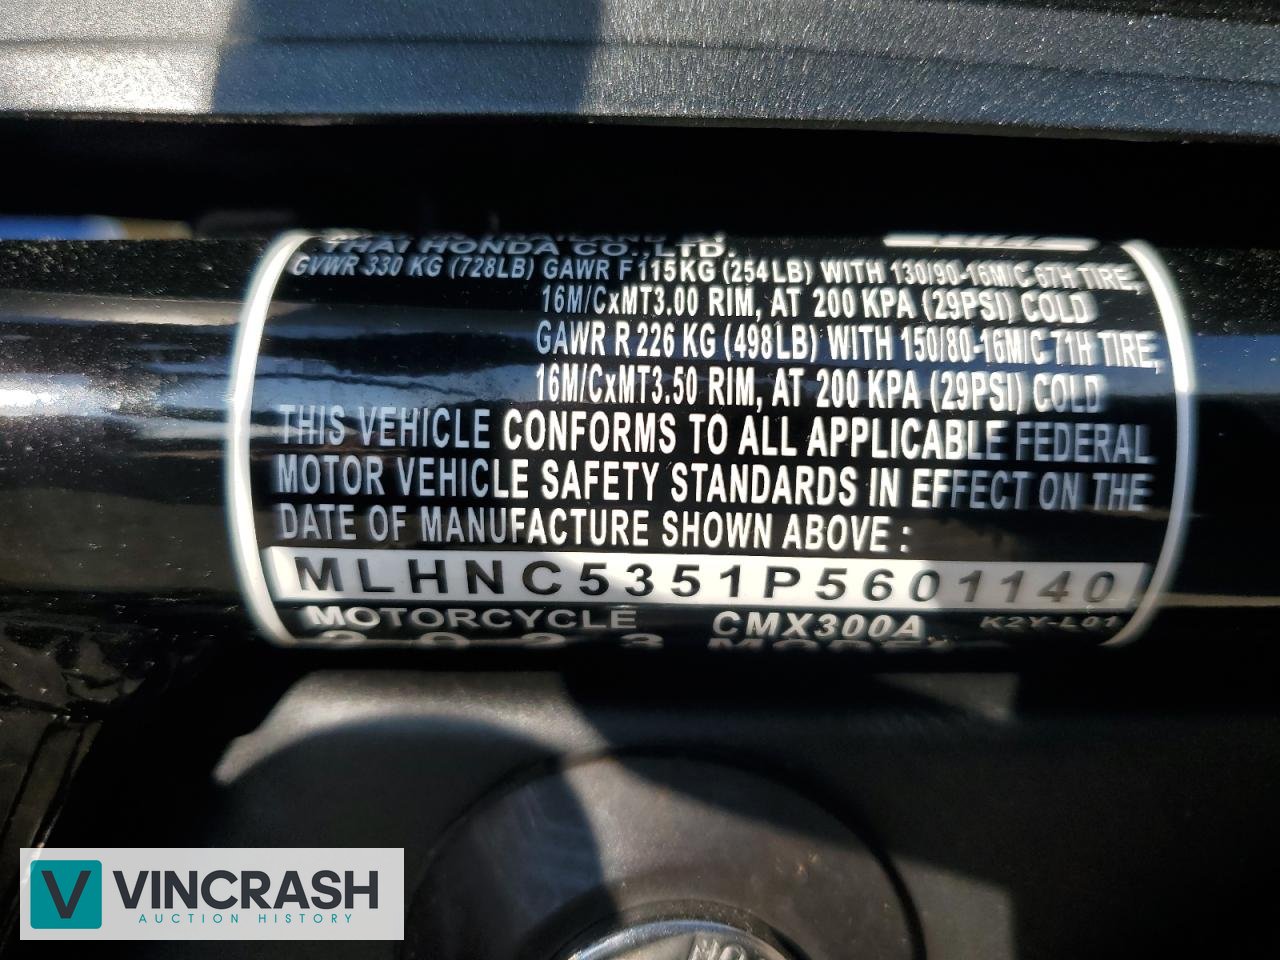 THAI HONDA CO., LTD.
GVWR 330 KG (728LB) GAWR F 115KG (254LB) WITH 130/90-16M/C 67H TIRE,
16M/CxMT3.00 RIM, AT 200 KPA (29PSI) COLD
GAWR R 226 KG (498LB) WITH 150/80-16M/C 71H TIRE,
16M/CxMT3.50 RIM, AT 200 KPA (29PSI) COLD
THIS VEHICLE CONFORMS TO ALL APPLICABLE FEDERAL
MOTOR VEHICLE SAFETY STANDARDS IN EFFECT ON THE
DATE OF MANUFACTURE SHOWN ABOVE :
MLHNC5351P5601140
MOTORCYCLE CMX300A K2Y-L01
2023 MODEL
V VINCRASH
AUCTION HISTORY